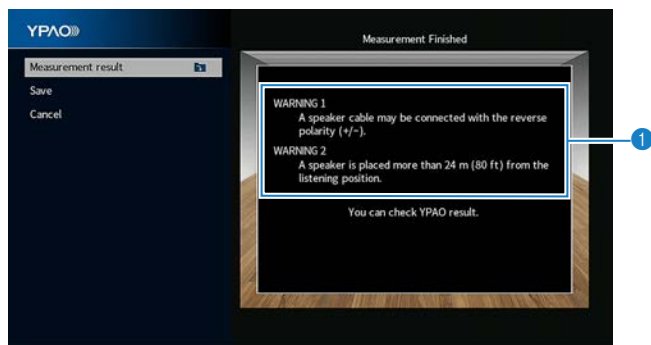 YPAO
Measurement Finished
Measurement result
Save
Cancel
WARNING 1
A speaker cable may be connected with the reverse
polarity (+/-).
WARNING 2
A speaker is placed more than 24 m (80 ft) from the
listening position.
You can check YPAO result.
1